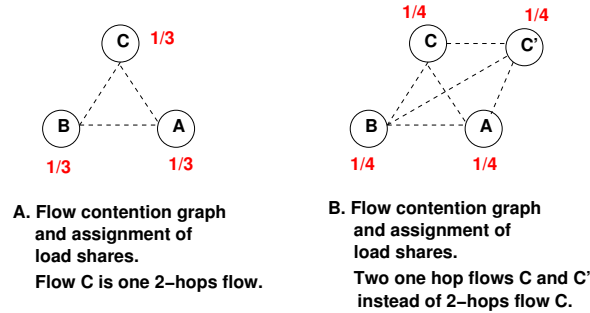 1/4
1/4
C 1/3
C
C'
B
A
B
A
1/3
1/3
1/4
1/4
A. Flow contention graph
and assignment of
load shares.
Flow C is one 2−hops flow.
B. Flow contention graph
and assignment of
load shares.
Two one hop flows C and C'
instead of 2−hops flow C.